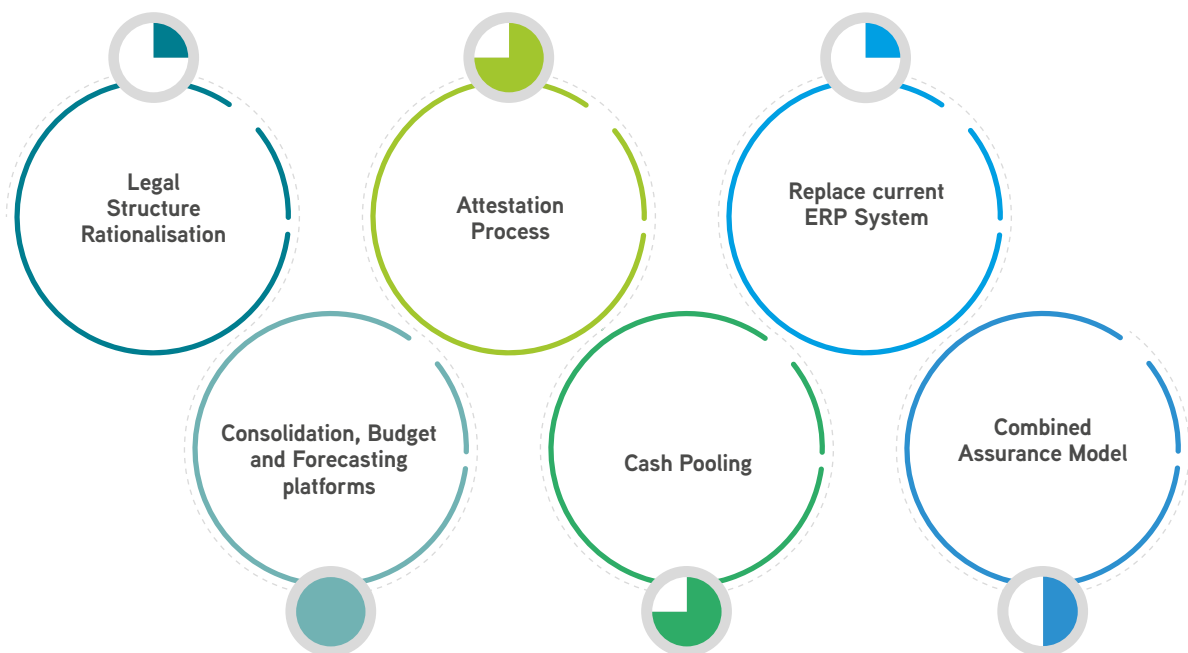 Legal
Structure
Rationalisation
Attestation
Process
Replace current
ERP System
Consolidation, Budget
and Forecasting
platforms
Cash Pooling
Combined
Assurance Model